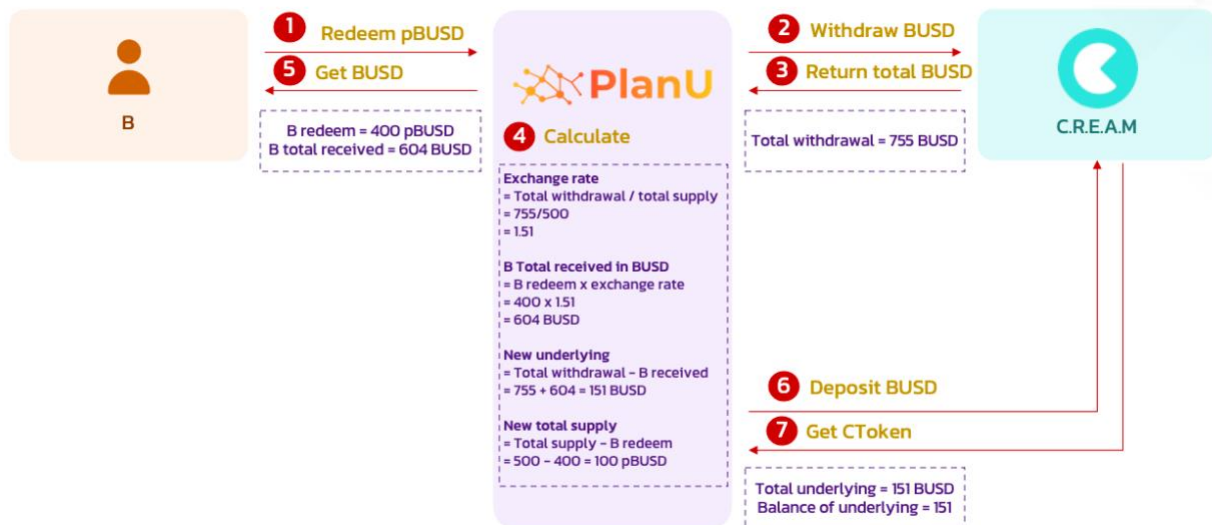 1 Redeem pBUSD
5 Get BUSD
B
B redeem = 400 pBUSD
B total received = 604 BUSD
PlanU
4 Calculate
Exchange rate
= Total withdrawal / total supply
= 755/500
= 1.51
B Total received in BUSD
= B redeem x exchange rate
= 400 x 1.51
= 604 BUSD
New underlying
= Total withdrawal - B received
= 755 + 604 = 151 BUSD
New total supply
= Total supply - B redeem
= 500 - 400 = 100 pBUSD
2 Withdraw BUSD
3 Return total BUSD
Total withdrawal = 755 BUSD
C.R.E.A.M
6 Deposit BUSD
7 Get CToken
Total underlying = 151 BUSD
Balance of underlying = 151